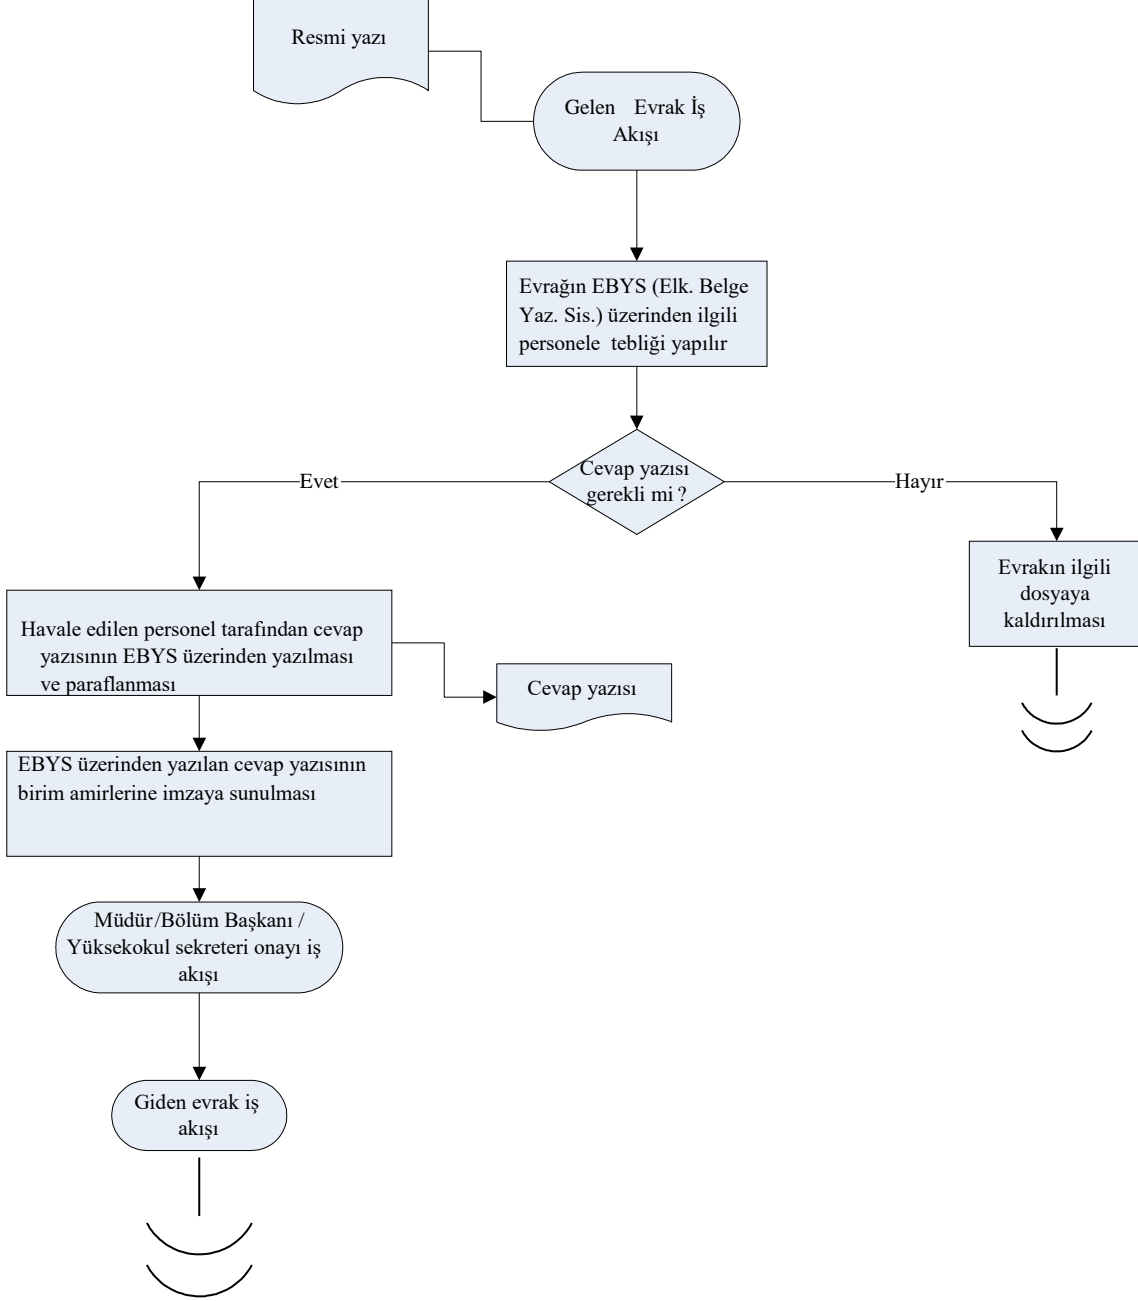 Resmi yazı
Gelen Evrak İş
Akışı
Evrağın EBYS (Elk. Belge
Yaz. Sis.) üzerinden ilgili
personele tebliği yapılır
Cevap yazısı
gerekli mi ?
Evet
Hayır
Evrakın ilgili
dosyaya
kaldırılması
Havale edilen personel tarafından cevap
yazısının EBYS üzerinden yazılması
ve paraflanması
Cevap yazısı
EBYS üzerinden yazılan cevap yazısının
birim amirlerine imzaya sunulması
Müdür/Bölüm Başkanı /
Yüksekokul sekreteri onayı iş
akışı
Giden evrak iş
akışı